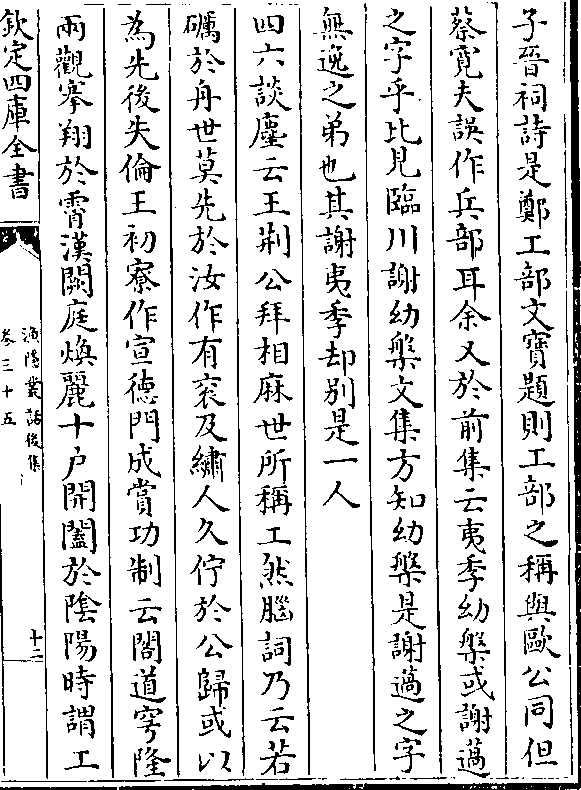 子晉祠詩是鄭工部文寶題則工部之稱與歐公同但
蔡寛夫誤作兵部耳余又於前集云夷季幼槃或謝薖
之字乎比見臨川謝幼槃文集方知幼槃是謝薖之字
無逸之弟也其謝夷季却别是一人
四六談麈云王荆公拜相麻世所稱工然腦詞乃云若
礪於舟世莫先於汝作有衮及繡人久佇於公歸或以
為先後失倫王初寮作宣德門成賞功制云閣道穹隆
兩觀搴翔於霄漢闕庭煥麗十户開闔於陰陽時謂工
欽定四庫全書
漁隱叢話後集
卷三十五
十二